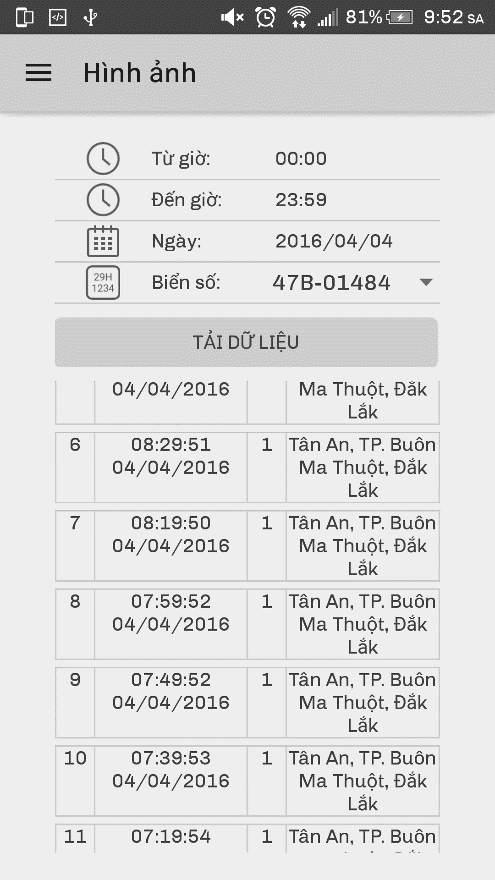 81% 9:52 SA
Hình ảnh
Từ giờ: 00:00
Đến giờ: 23:59
Ngày: 2016/04/04
29H
1234
Biển số: 47B-01484
TẢI DỮ LIỆU
04/04/2016 Ma Thuột, Đắk
Lắk
6 08:29:51 1 Tân An, TP. Buôn
04/04/2016 Ma Thuột, Đắk
Lắk
7 08:19:50 1 Tân An, TP. Buôn
04/04/2016 Ma Thuột, Đắk
Lắk
8 07:59:52 1 Tân An, TP. Buôn
04/04/2016 Ma Thuột, Đắk
Lắk
9 07:49:52 1 Tân An, TP. Buôn
04/04/2016 Ma Thuột, Đắk
Lắk
10 07:39:53 1 Tân An, TP. Buôn
04/04/2016 Ma Thuột, Đắk
Lắk
11 07:19:54 1 Tân An, TP. Buôn